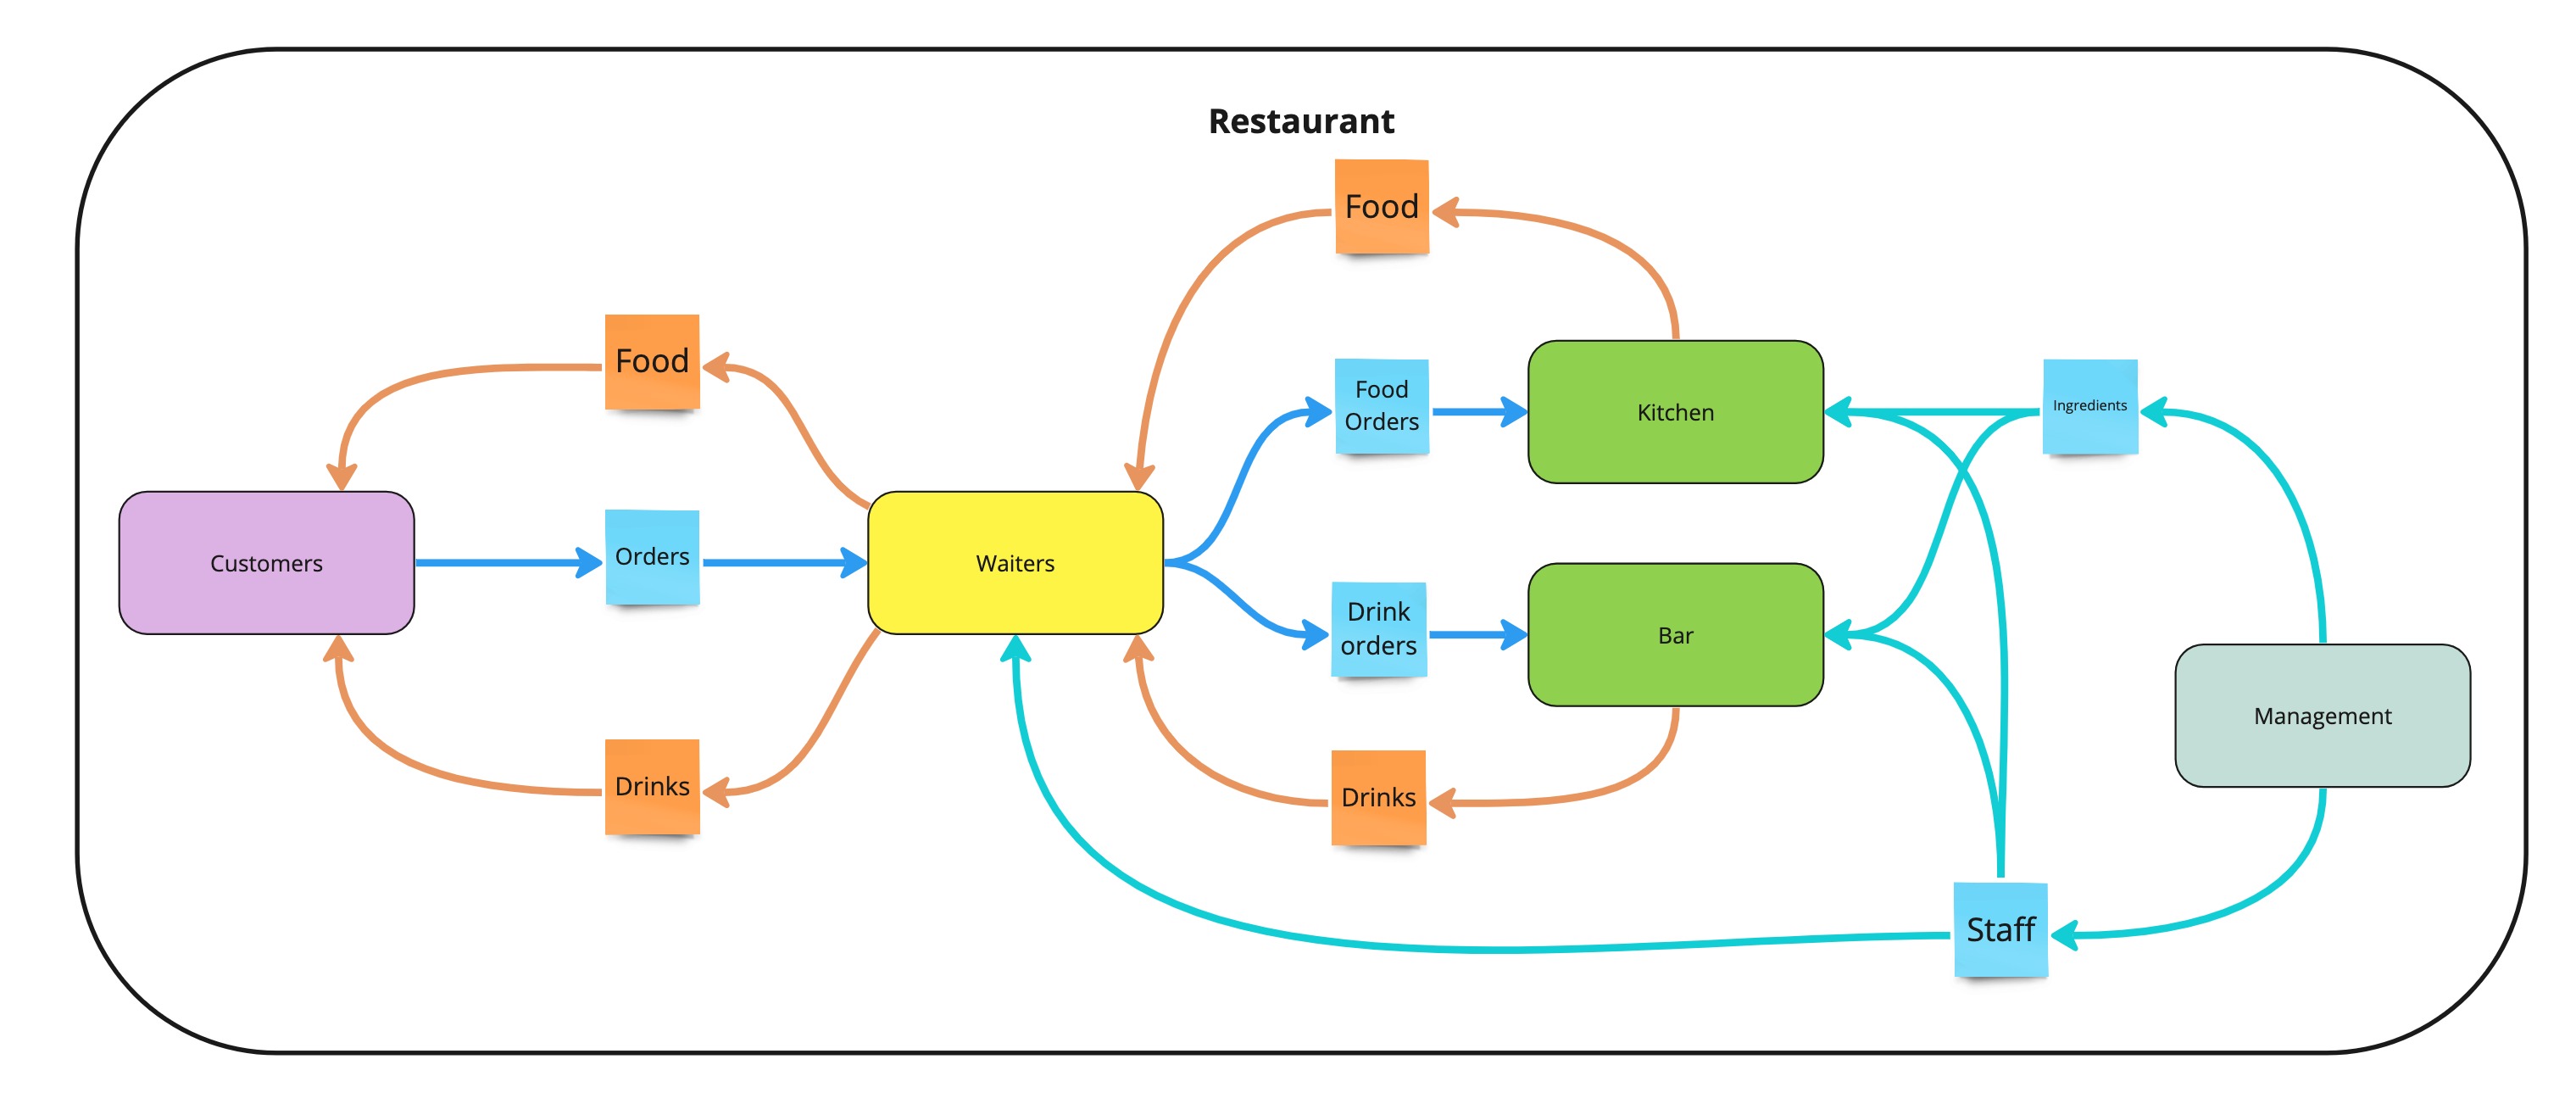 Restaurant
Food
Food
Food
Orders
Kitchen
Ingredients
Customers
Orders
Waiters
Drink
orders
Bar
Management
Drinks
Drinks
Staff